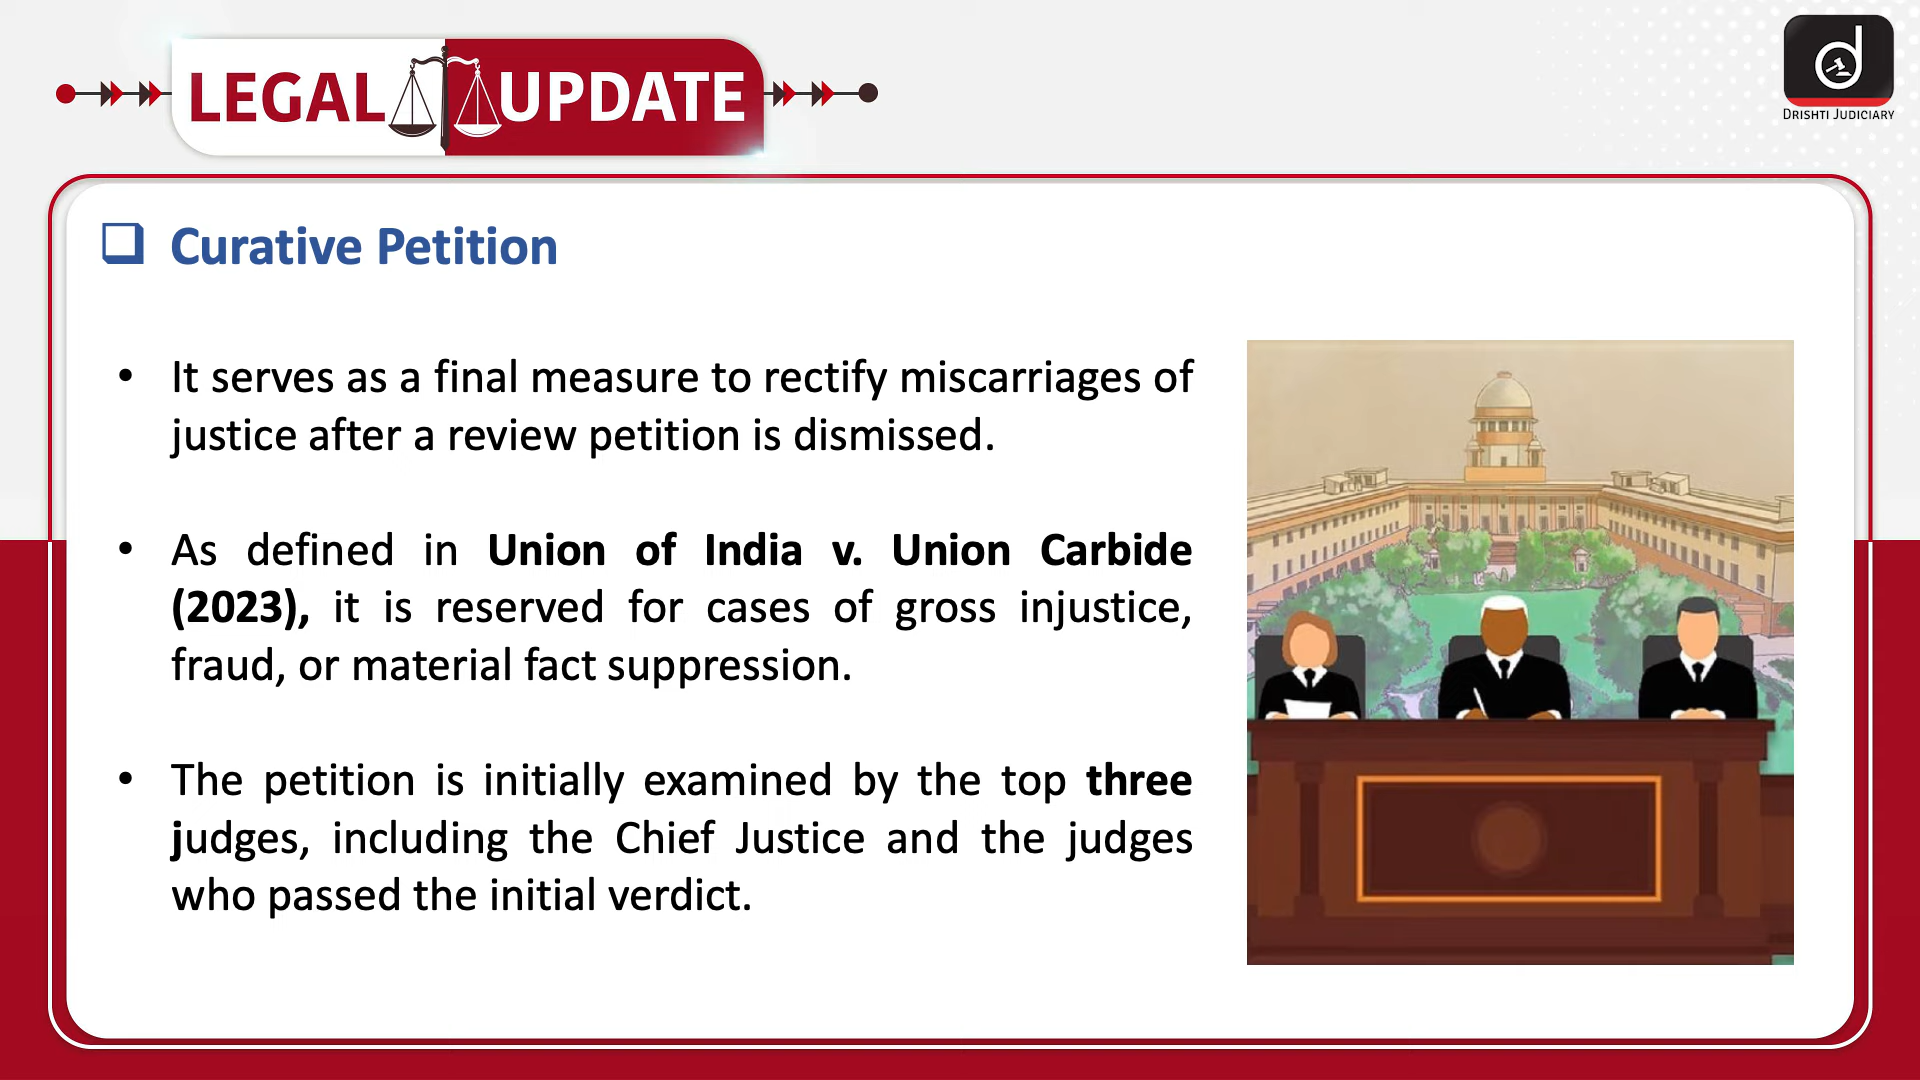 LEGAL UPDATE
DRISHTI JUDICIARY
Curative Petition
• It serves as a final measure to rectify miscarriages of
justice after a review petition is dismissed.
• As defined in Union of India v. Union Carbide
(2023), it is reserved for cases of gross injustice,
fraud, or material fact suppression.
• The petition is initially examined by the top three
judges, including the Chief Justice and the judges
who passed the initial verdict.